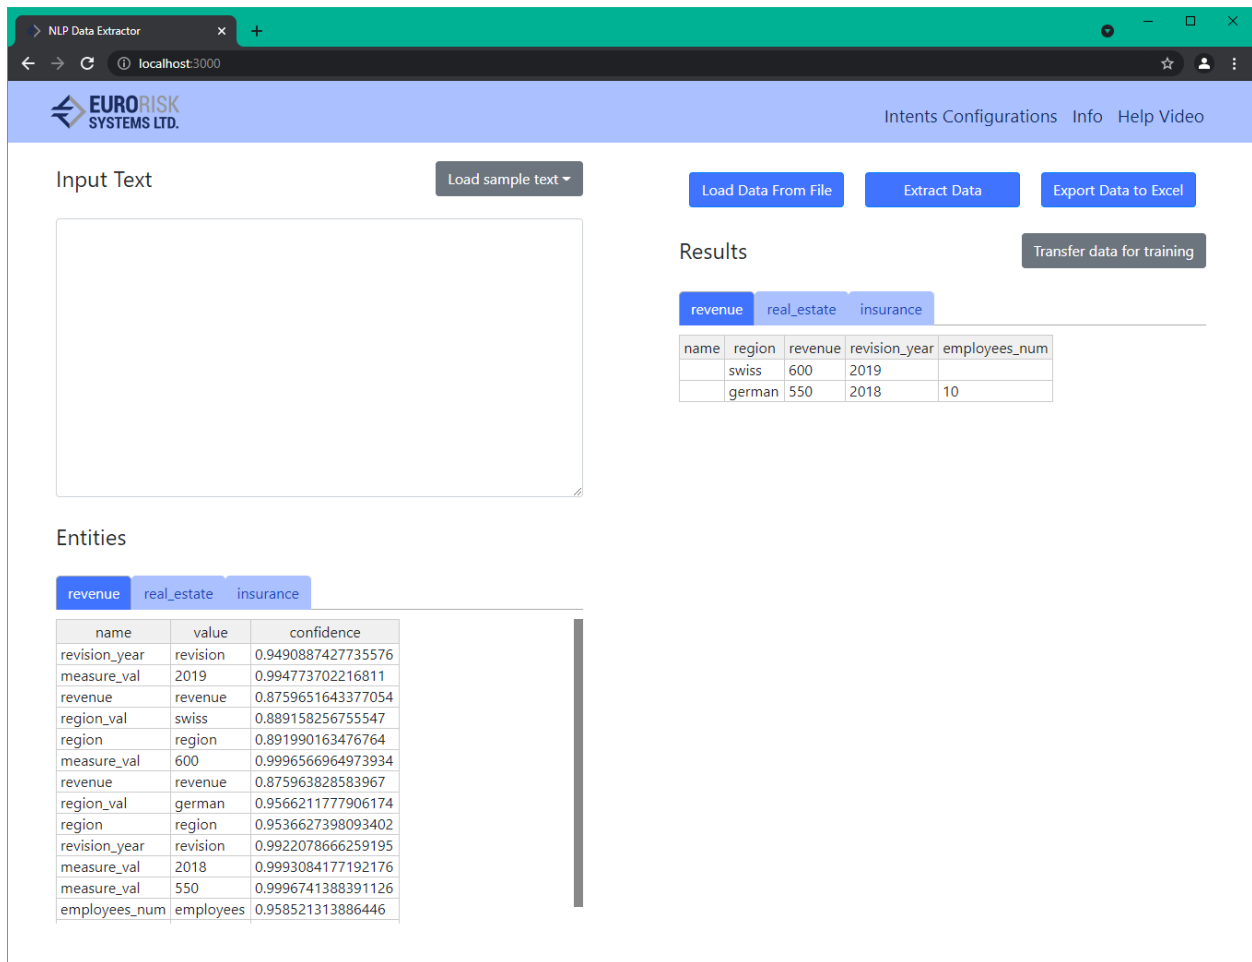 NLP Data Extractor
localhost:3000
EURORISK
SYSTEMS LTD.
Intents Configurations Info Help Video
Input Text
Load sample text
Load Data From File Extract Data Export Data to Excel
Results
Transfer data for training
revenue real_estate insurance
name region revenue revision_year employees_num
swiss 600 2019
german 550 2018 10
Entities
revenue real_estate insurance
name value confidence
revision_year revision 0.9490887427735576
measure_val 2019 0.994773702216811
revenue revenue 0.8759651643377054
region_val swiss 0.889158256755547
region region 0.891990163476764
measure_val 600 0.9996566964973934
revenue revenue 0.875963828583967
region_val german 0.9566211777906174
region region 0.9536627398093402
revision_year revision 0.9922078666259195
measure_val 2018 0.9993084177192176
measure_val 550 0.9996741388391126
employees_num employees 0.958521313886446